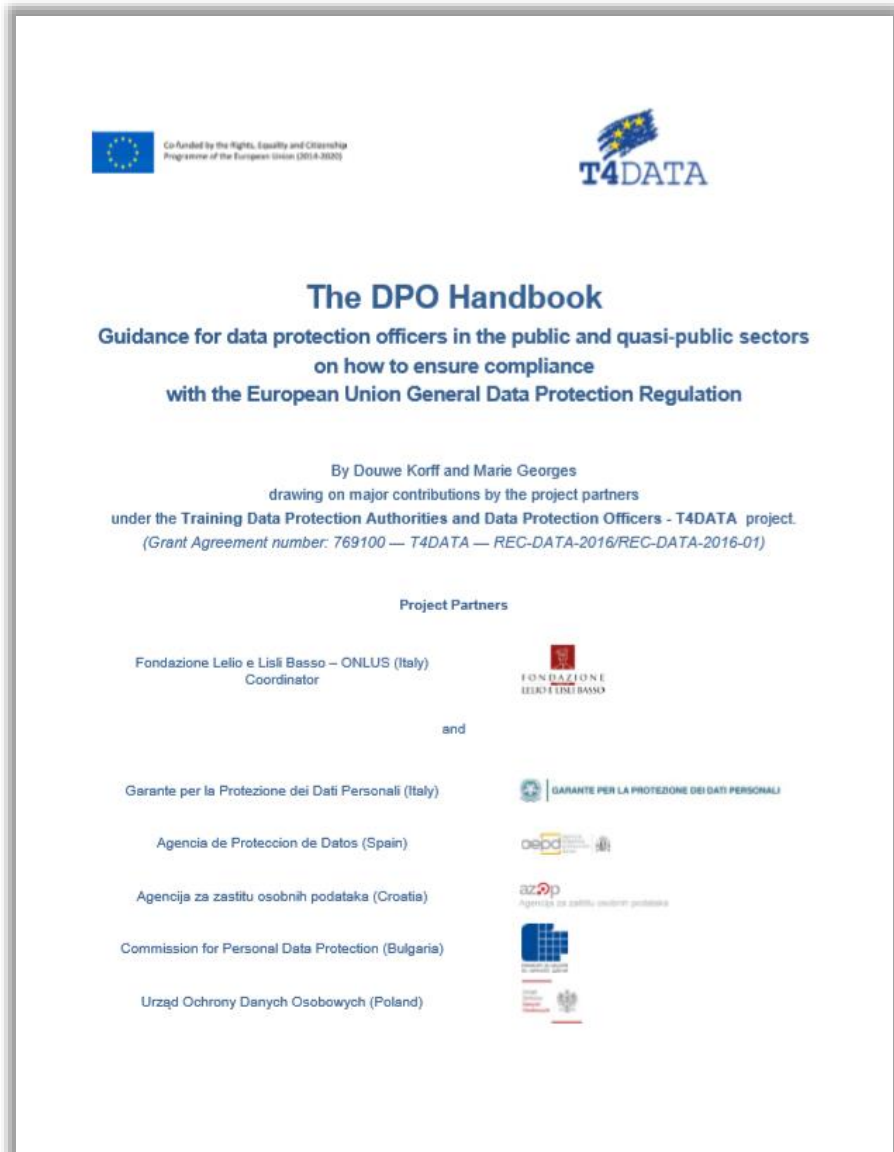 Co-funded by the Rights, Equality and Citizenship
Programme of the European Union (2014-2020)
T4DATA
The DPO Handbook
Guidance for data protection officers in the public and quasi-public sectors
on how to ensure compliance
with the European Union General Data Protection Regulation
By Douwe Korff and Marie Georges
drawing on major contributions by the project partners
under the Training Data Protection Authorities and Data Protection Officers - T4DATA project.
(Grant Agreement number: 769100 — T4DATA — REC-DATA-2016/REC-DATA-2016-01)
Project Partners
Fondazione Lelio e Lisli Basso – ONLUS (Italy)
Coordinator
FONDAZIONE
LELIO E LISLI BASSO
and
Garante per la Protezione dei Dati Personali (Italy)
GARANTE PER LA PROTEZIONE DEI DATI PERSONALI
Agencia de Proteccion de Datos (Spain)
aepd
Agencija za zastitu osobnih podataka (Croatia)
azop
Agencija za zaštitu osobnih podataka
Commission for Personal Data Protection (Bulgaria)
Urząd Ochrony Danych Osobowych (Poland)